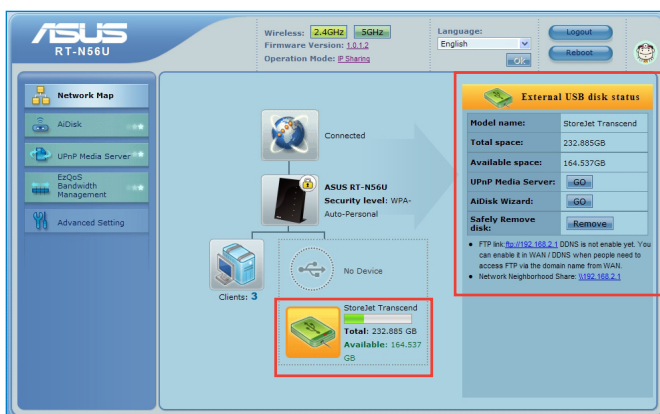 ASUS
RT-N56U
Wireless: 2.4GHz 5GHz
Firmware Version: 1.0.1.2
Operation Mode: IP Sharing
Language:
English
OK
Logout
Reboot
Network Map
AiDisk
UPnP Media Server
EzQoS
Bandwidth
Management
Advanced Setting
Connected
ASUS RT-N56U
Security level: WPA-
Auto-Personal
Clients: 3
No Device
StoreJet Transcend
Total: 232.885 GB
Available: 164.537
GB
External USB disk status
Model name: StoreJet Transcend
Total space: 232.885GB
Available space: 164.537GB
UPnP Media Server: GO
AiDisk Wizard: GO
Safely Remove
disk: Remove
FTP link:ftp://192.168.2.1 DDNS is not enable yet. You
can enable it in WAN / DDNS when people need to
access FTP via the domain name from WAN.
Network Neighborhood Share: \\192.168.2.1